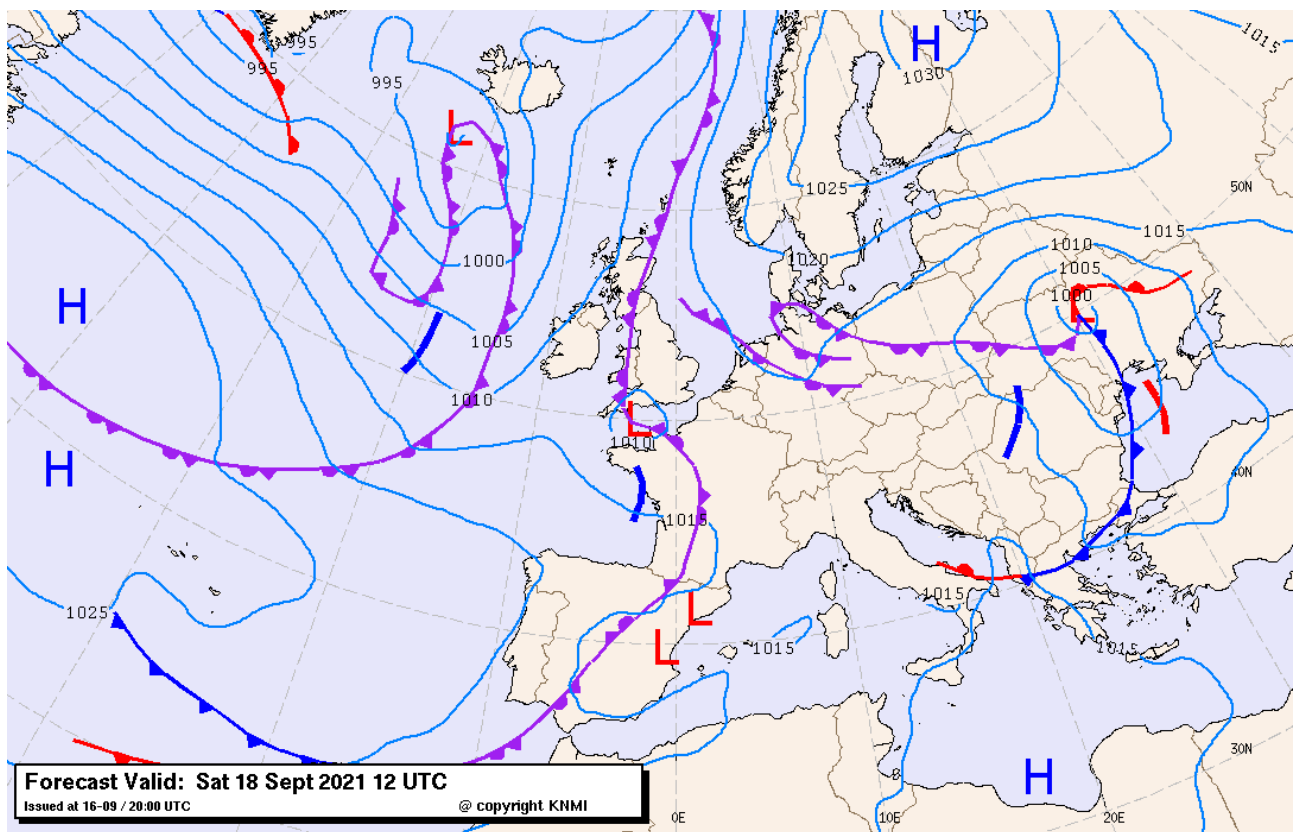 995
1015
H
1030
995
995
L
1025
50N
1015
1010
1020
1005
1000
1000
L
H
1005
1010
L
1010
H
40N
1015
1015
L
1025
L
1015
1015
30N
H
Forecast Valid: Sat 18 Sept 2021 12 UTC
Issued at 16-09 / 20:00 UTC @ copyright KNMI
0E
10E
20E